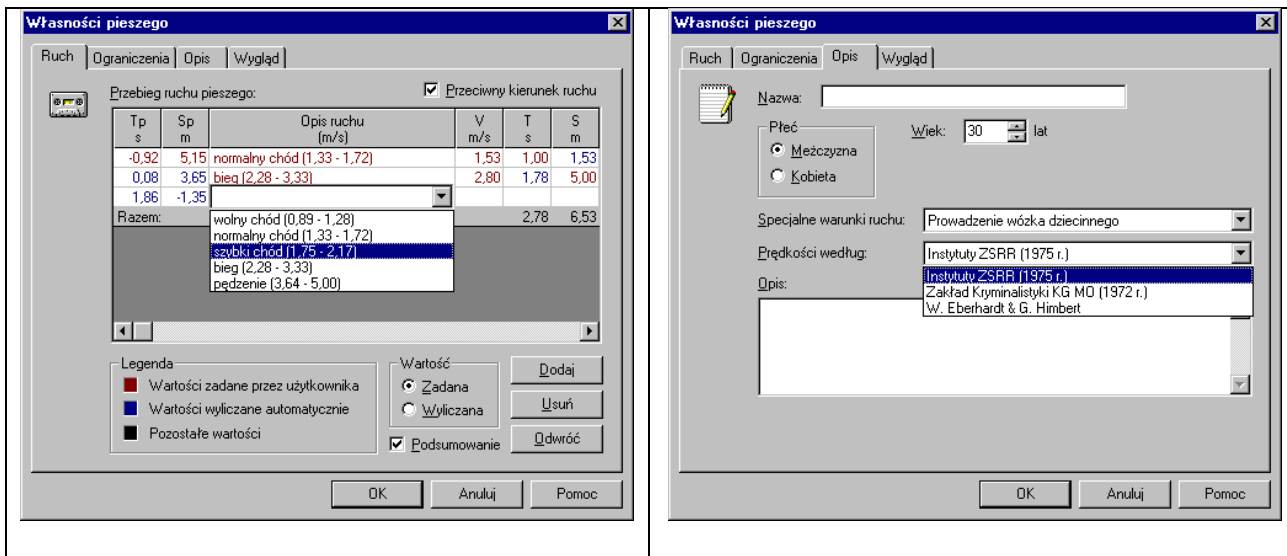 Własności pieszego
Ruch Ograniczenia Opis Wygląd
Przebieg ruchu pieszego: Przeciwny kierunek ruchu
Tp Sp Opis ruchu V T S
s m (m/s) m/s s m
-0,92 5,15 normalny chód (1,33 - 1,72) 1,53 1,00 1,53
0,08 3,65 bieg (2,28 - 3,33) 2,80 1,78 5,00
1,86 -1,35
Razem: 2,78 6,53
wolny chód (0,89 - 1,28)
normalny chód (1,33 - 1,72)
szybki chód (1,75 - 2,17)
bieg (2,28 - 3,33)
pędzenie (3,64 - 5,00)
Legenda
Wartości zadane przez użytkownika
Wartości wyliczane automatycznie
Pozostałe wartości
Wartość
Zadana
Wyliczana
Podsumowanie
Dodaj
Usuń
Odwróć
OK Anuluj Pomoc
Własności pieszego
Ruch Ograniczenia Opis Wygląd
Nazwa:
Płeć
Meżczyzna
Kobieta
Wiek: 30 lat
Specjalne warunki ruchu: Prowadzenie wózka dziecinnego
Prędkości według: Instytuty ZSRR (1975 r.)
Instytuty ZSRR (1975 r.)
Zakład Kryminalistyki KG MO (1972 r.)
W. Eberhardt & G. Himbert
Opis:
OK Anuluj Pomoc